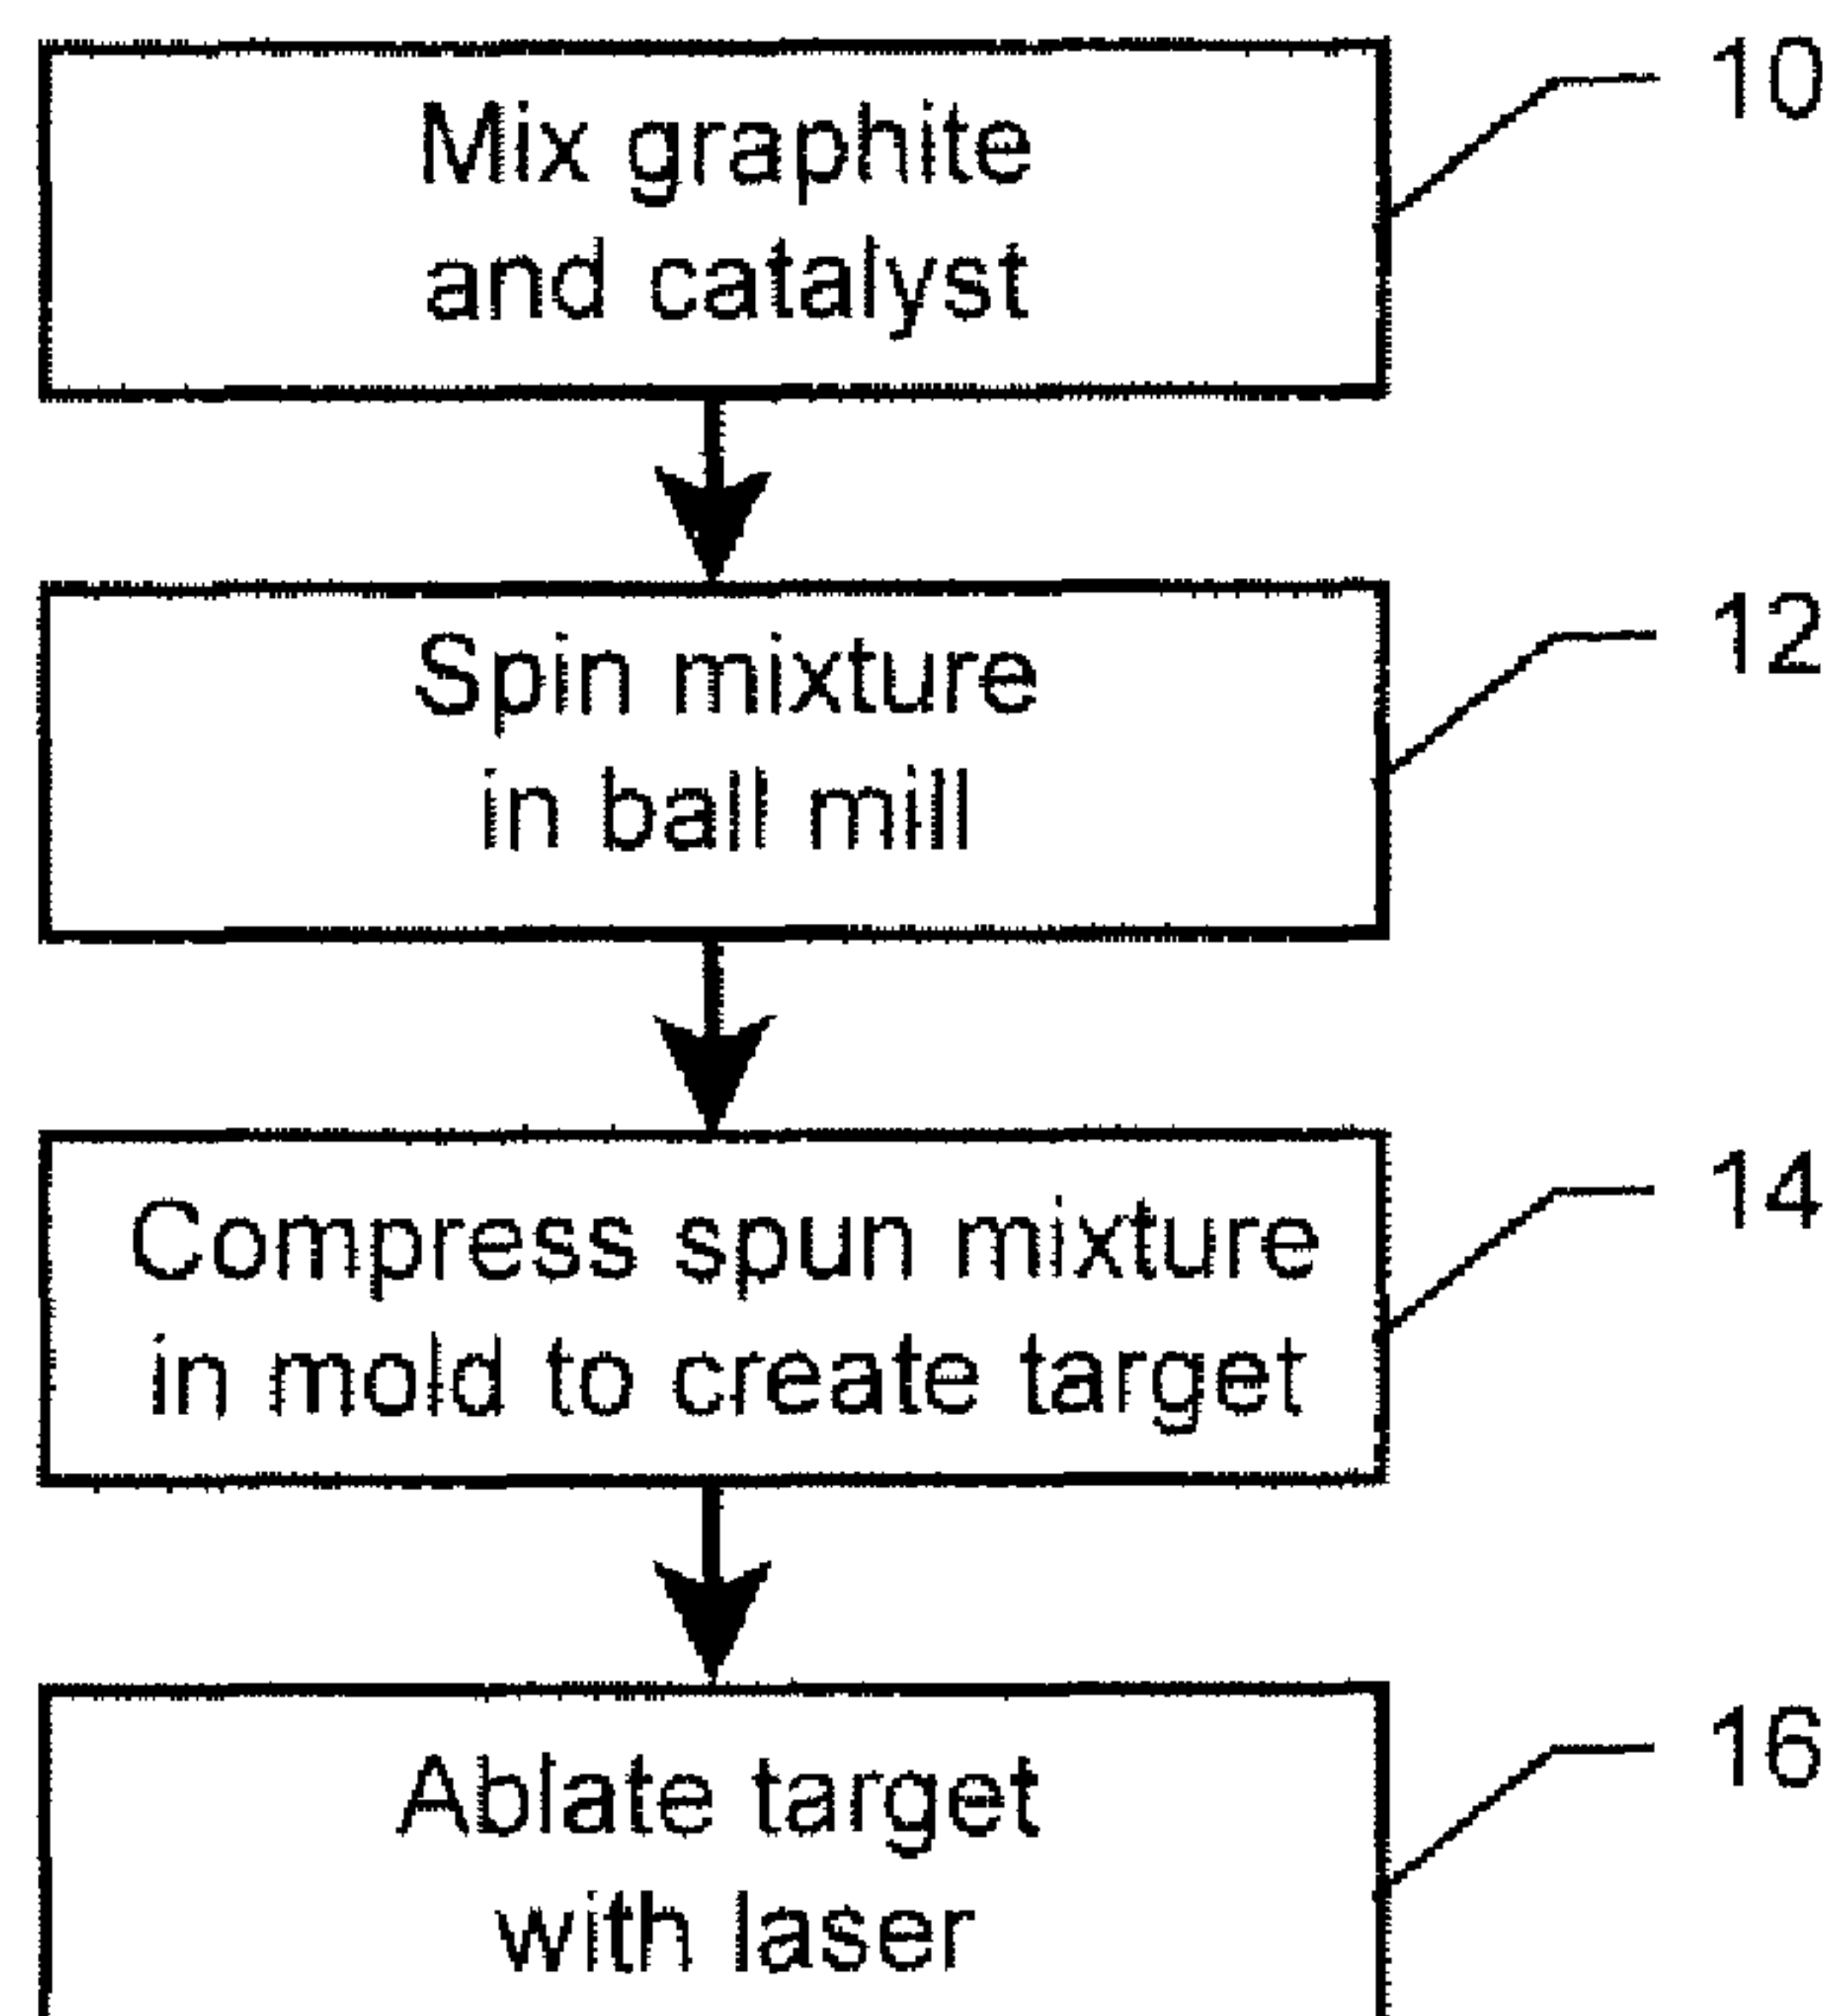 Mix graphite
and catalyst
10
Spin mixture
in ball mill
12
Compress spun mixture
in mold to create target
14
Ablate target
with laser
16